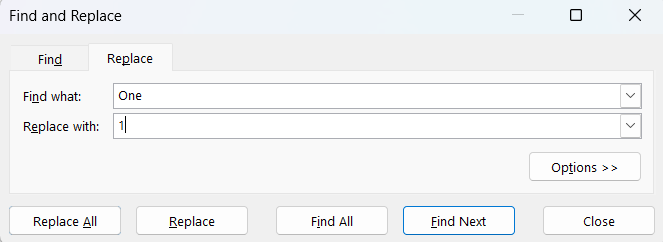 Find and Replace
Find Replace
Find what: One
Replace with: 1
Options >>
Replace All Replace Find All Find Next Close